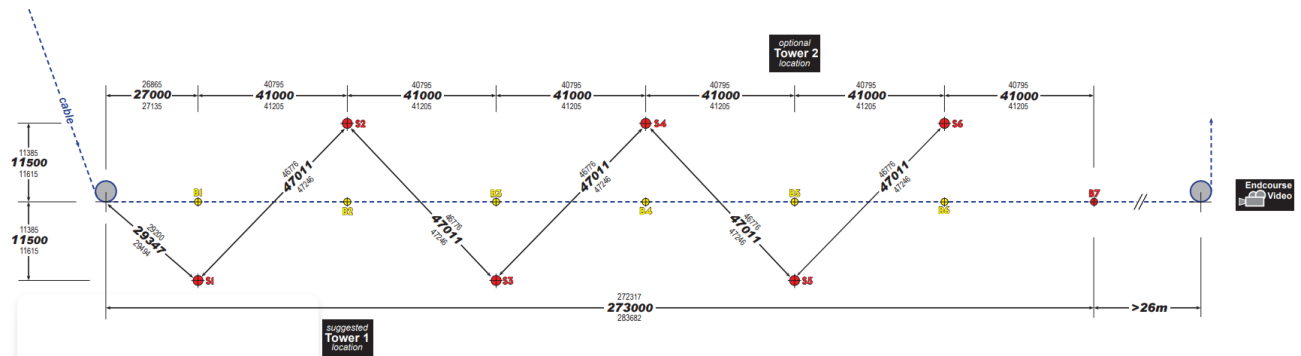 optional
Tower 2
location
26865
27000
27135
40795
41000
41205
40795
41000
41205
40795
41000
41205
40795
41000
41205
40795
41000
41205
40795
41000
41205
cable
S2
S4
S6
11385
11500
11615
46776
47011
47246
46776
47011
47246
46776
47011
47246
46776
47011
47246
46776
47011
47246
B1
B2
B3
B4
B5
B6
B7
Endcourse
Video
11385
11500
11615
29200
29347
29494
S1
S3
S5
272317
273000
283682
>26m
suggested
Tower 1
location